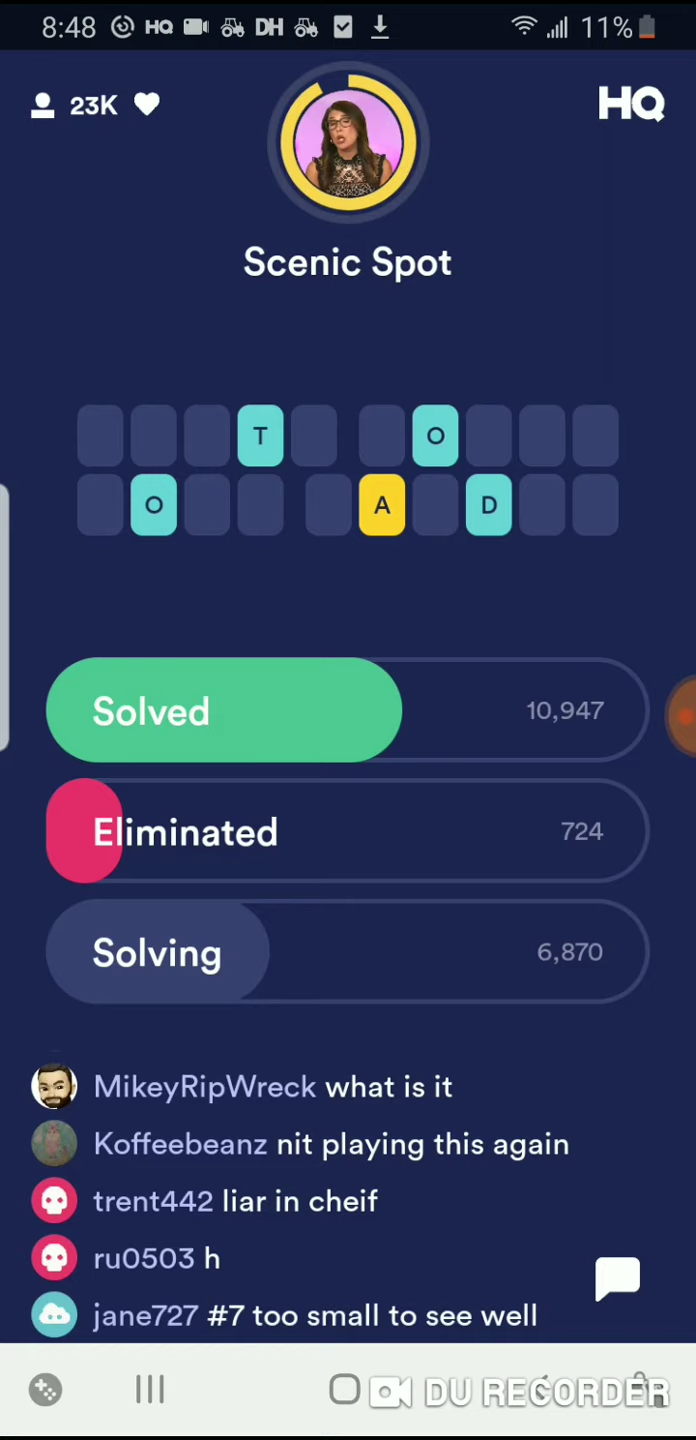 8:48 HQ DH 11%
23K HQ
Scenic Spot
T O
O A D
Solved 10,947
Eliminated 724
Solving 6,870
MikeyRipWreck what is it
Koffeebeanz nit playing this again
trent442 liar in cheif
ru0503 h
jane727 #7 too small to see well
DU RECORDER